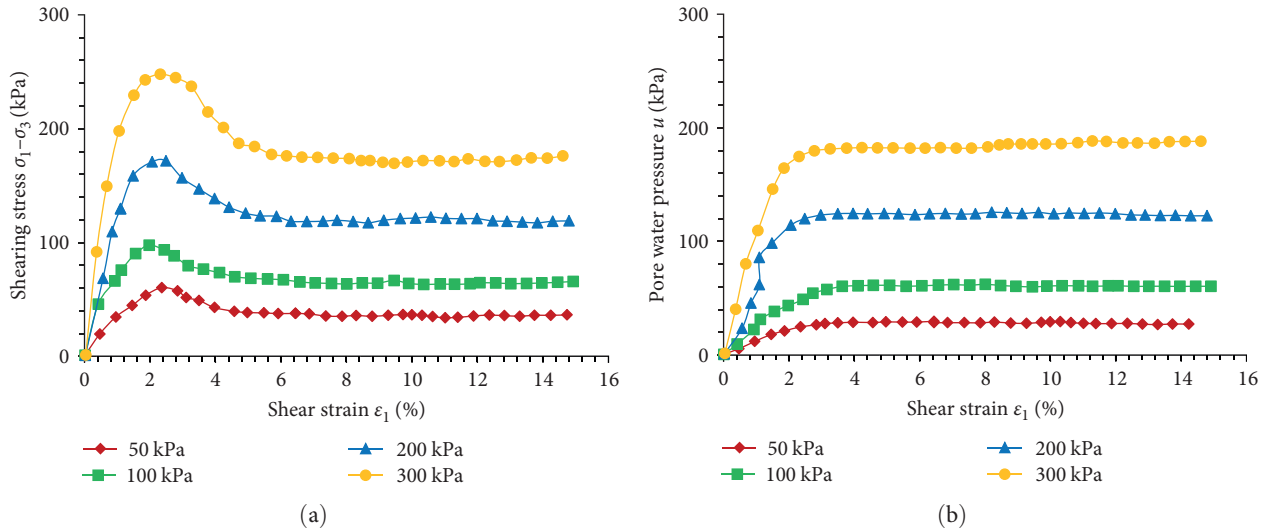 300
200
100
0
Shearing stress σ1–σ3 (kPa)
0 2 4 6 8 10 12 14 16
Shear strain ε1 (%)
50 kPa
100 kPa
200 kPa
300 kPa
(a)
300
200
100
0
Pore water pressure u (kPa)
0 2 4 6 8 10 12 14 16
Shear strain ε1 (%)
50 kPa
100 kPa
200 kPa
300 kPa
(b)